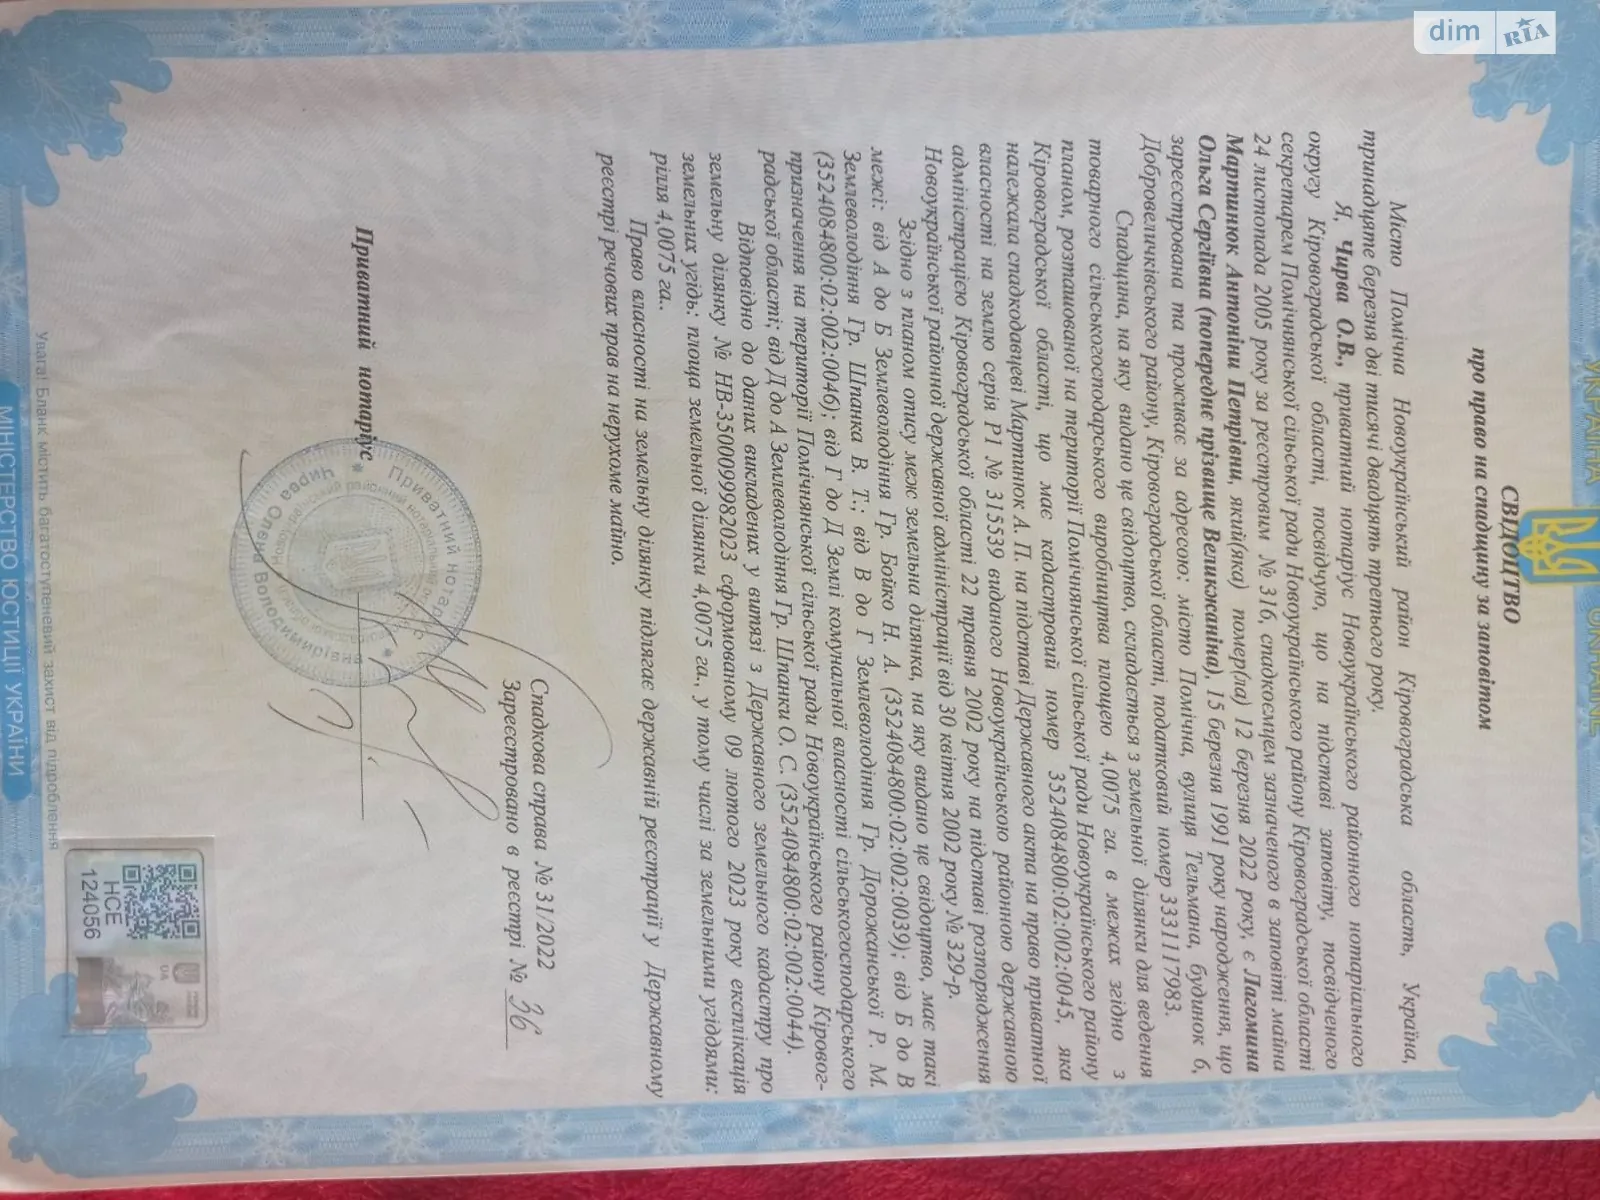 dim RIA
УКРАЇНА UKRAINE
СВІДОЦТВО
про право на спадщину за заповітом
Місто Помічна Новоукраїнський район Кіровоградська область, Україна,
тринадцяте березня дві тисячі двадцять третього року.
Я, Чирва О.В., приватний нотаріус Новоукраїнського районного нотаріального
округу Кіровоградської області, посвідчую, що на підставі заповіту, посвідченого
секретарем Помічнянської сільської ради Новоукраїнського району Кіровоградської області
24 листопада 2005 року за реєстровим № 316, спадкоємцем зазначеного в заповіті майна
Мартинюк Антоніни Петрівни, який(яка) помер(ла) 12 березня 2022 року, є Лагомина
Ольга Сергіївна (попереднє прізвище Великжаніна), 15 березня 1991 року народження, що
зареєстрована та проживає за адресою: місто Помічна, вулиця Тельмана, будинок 6,
Добровеличківського району, Кіровоградської області, податковий номер 3331117983.
Спадщина, на яку видано це свідоцтво, складається з земельної ділянки для ведення
товарного сільськогосподарського виробництва площею 4,0075 га. в межах згідно з
планом, розташованої на території Помічнянської сільської ради Новоукраїнського району
Кіровоградської області, що має кадастровий номер 3524084800:02:002:0045, яка
належала спадкодавцеві Мартинюк А. П. на підставі Державного акта на право приватної
власності на землю серія Р1 № 315539 виданого Новоукраїнською районною державною
адміністрацією Кіровоградської області 22 травня 2002 року на підставі розпорядження
Новоукраїнської районної державної адміністрації від 30 квітня 2002 року № 329-р.
Згідно з планом опису меж земельна ділянка, на яку видано це свідоцтво, має такі
межі: від А до Б Землеволодіння Гр. Бойко Н. А. (3524084800:02:002:0039); від Б до В
Землеволодіння Гр. Шпанка В. Т.; від В до Г Землеволодіння Гр. Дорожанської Р. М.
(3524084800:02:002:0046); від Г до Д Землі комунальної власності сільськогосподарського
призначення на території Помічнянської сільської ради Новоукраїнського району Кіровог-
радської області; від Д до А Землеволодіння Гр. Шпанки О. С. (3524084800:02:002:0044).
Відповідно до даних викладених у витязі з Державного земельного кадастру про
земельну ділянку № НВ-3500099982023 сформованому 09 лютого 2023 року експлікація
земельних угідь: площа земельної ділянки 4,0075 га., у тому числі за земельними угіддями:
рілля 4,0075 га..
Право власності на земельну ділянку підлягає державній реєстрації у Державному
реєстрі речових прав на нерухоме майно.
Спадкова справа № 31/2022
Зареєстровано в реєстрі № 36
Приватний нотаріус
Приватний нотаріус
Чирва Олена Володимирівна
НСЕ
124056
UA
Увага! Бланк містить багатоступеневий захист від підроблення
МІНІСТЕРСТВО ЮСТИЦІЇ УКРАЇНИ